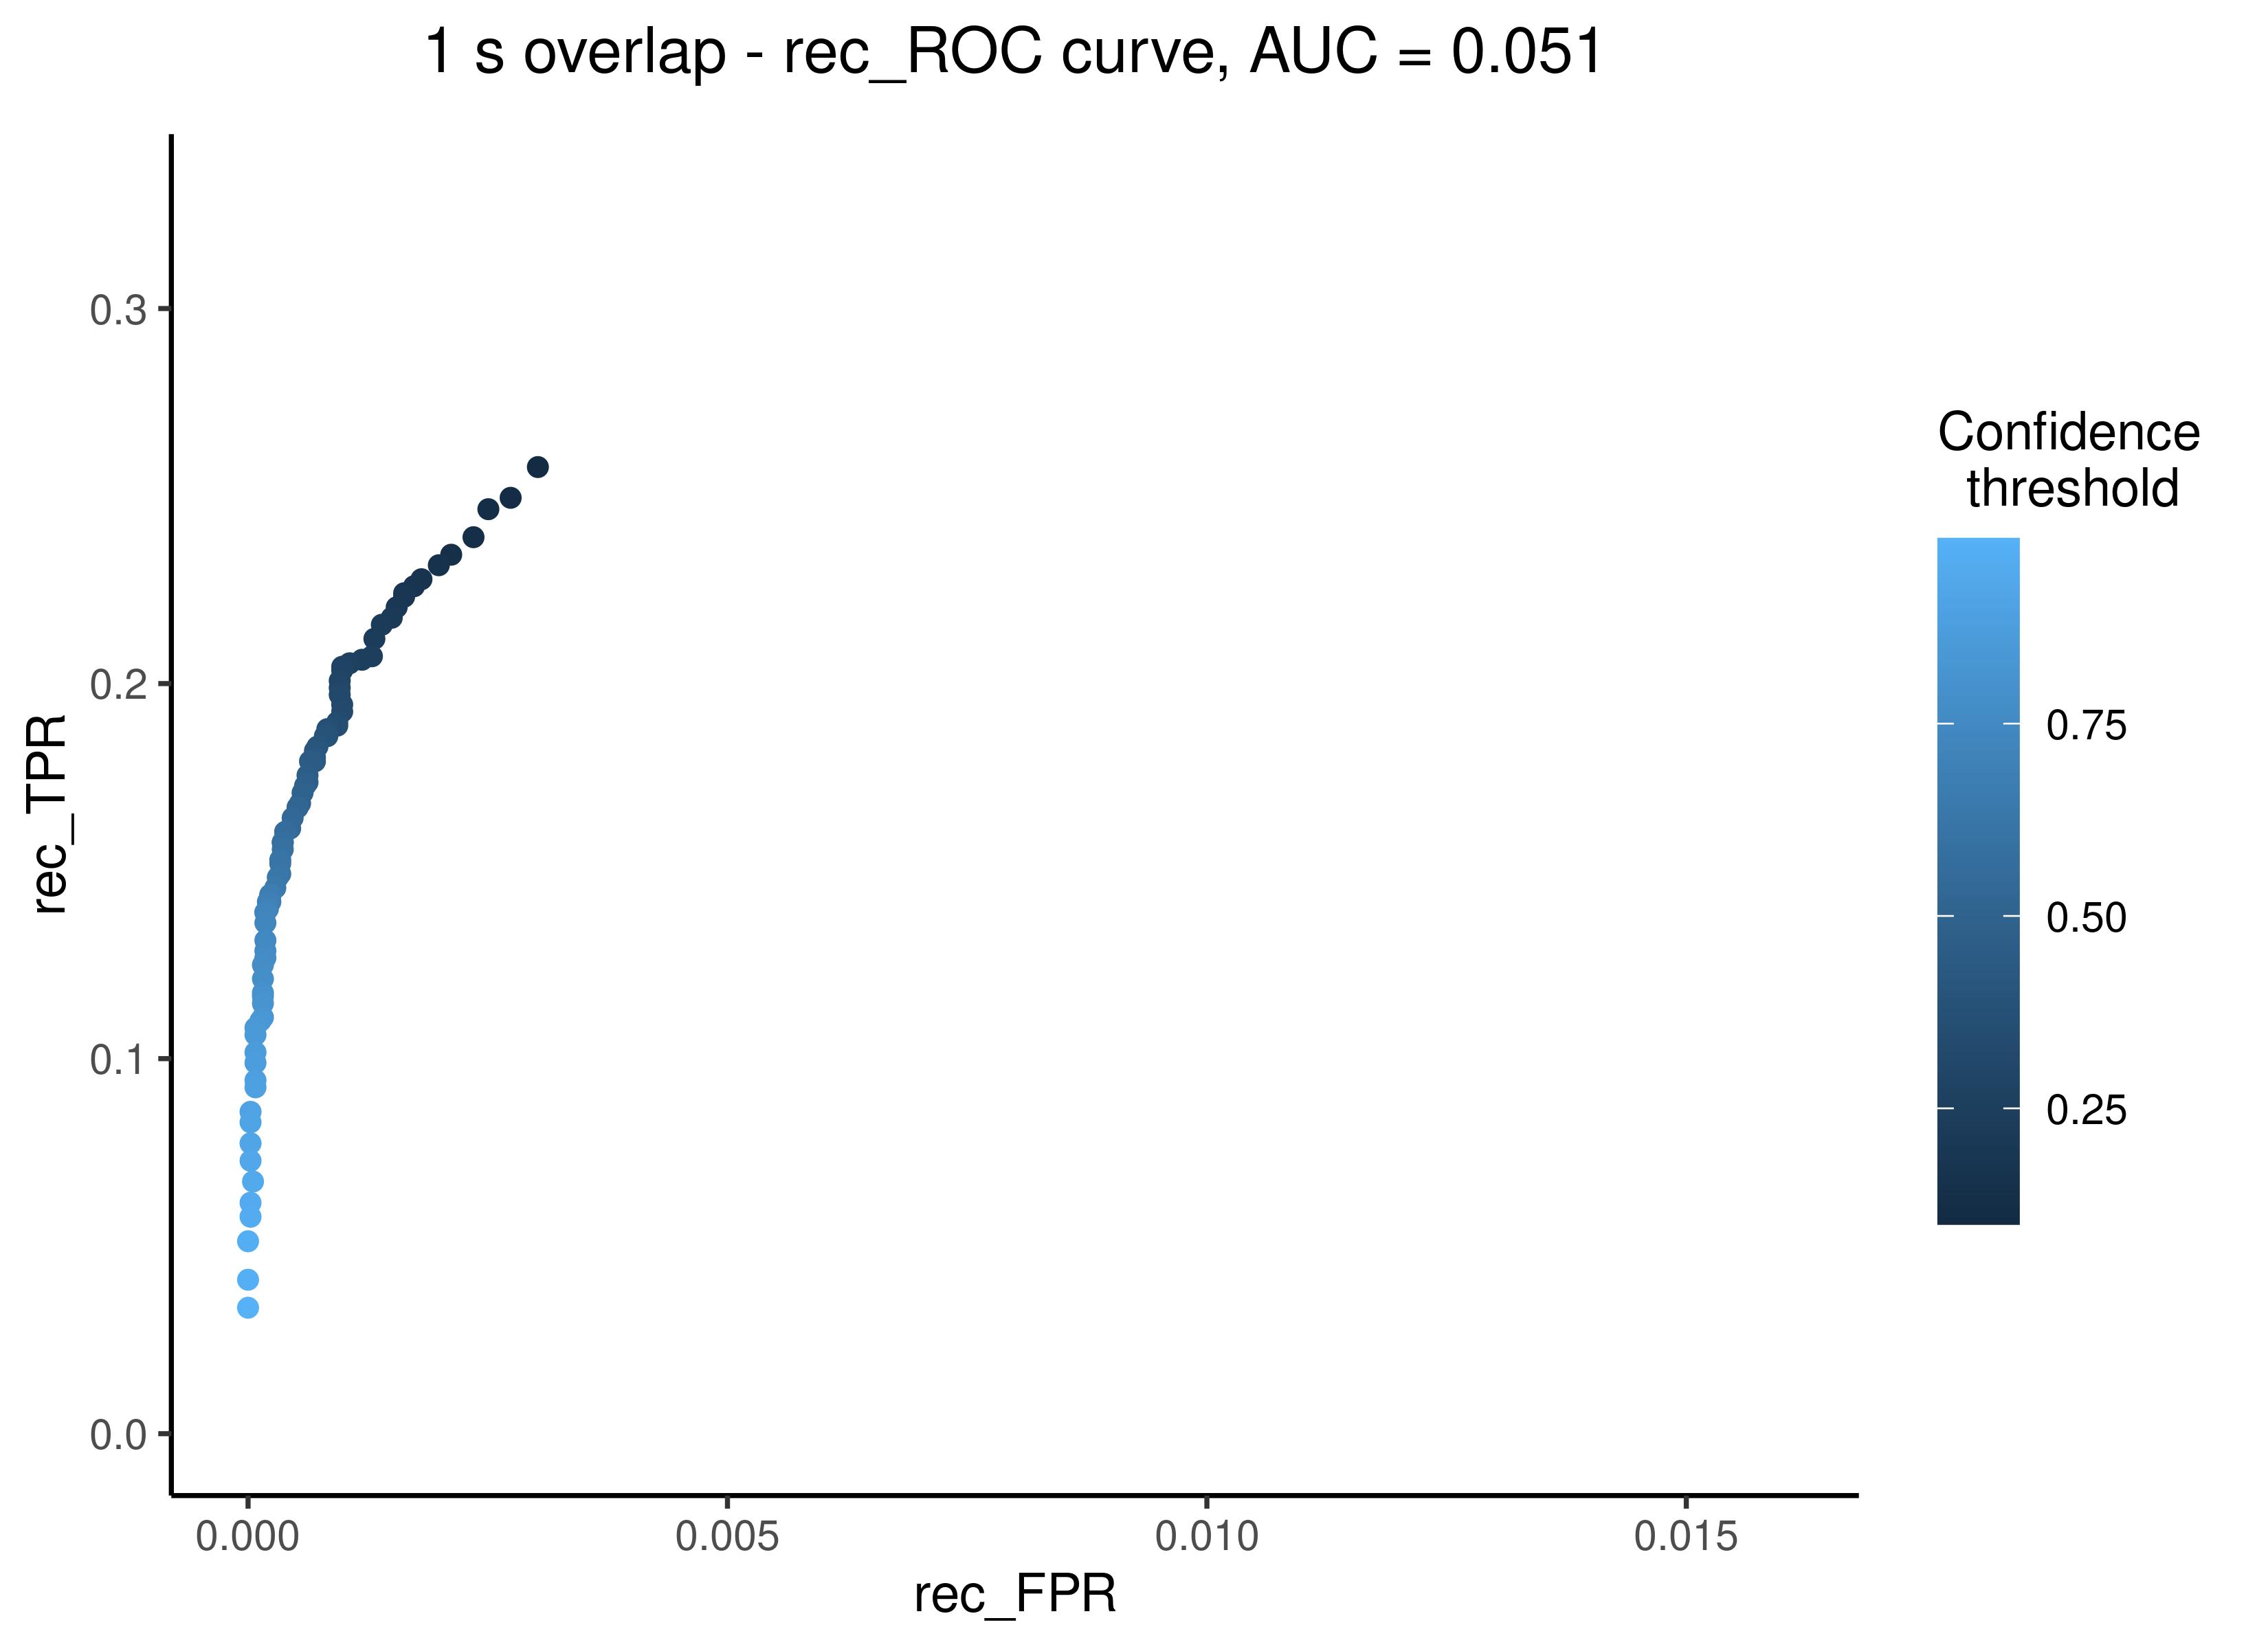 1 s overlap - rec_ROC curve, AUC = 0.051
rec_TPR
0.3
0.2
0.1
0.0
0.000
0.005
0.010
0.015
rec_FPR
Confidence
threshold
0.75
0.50
0.25